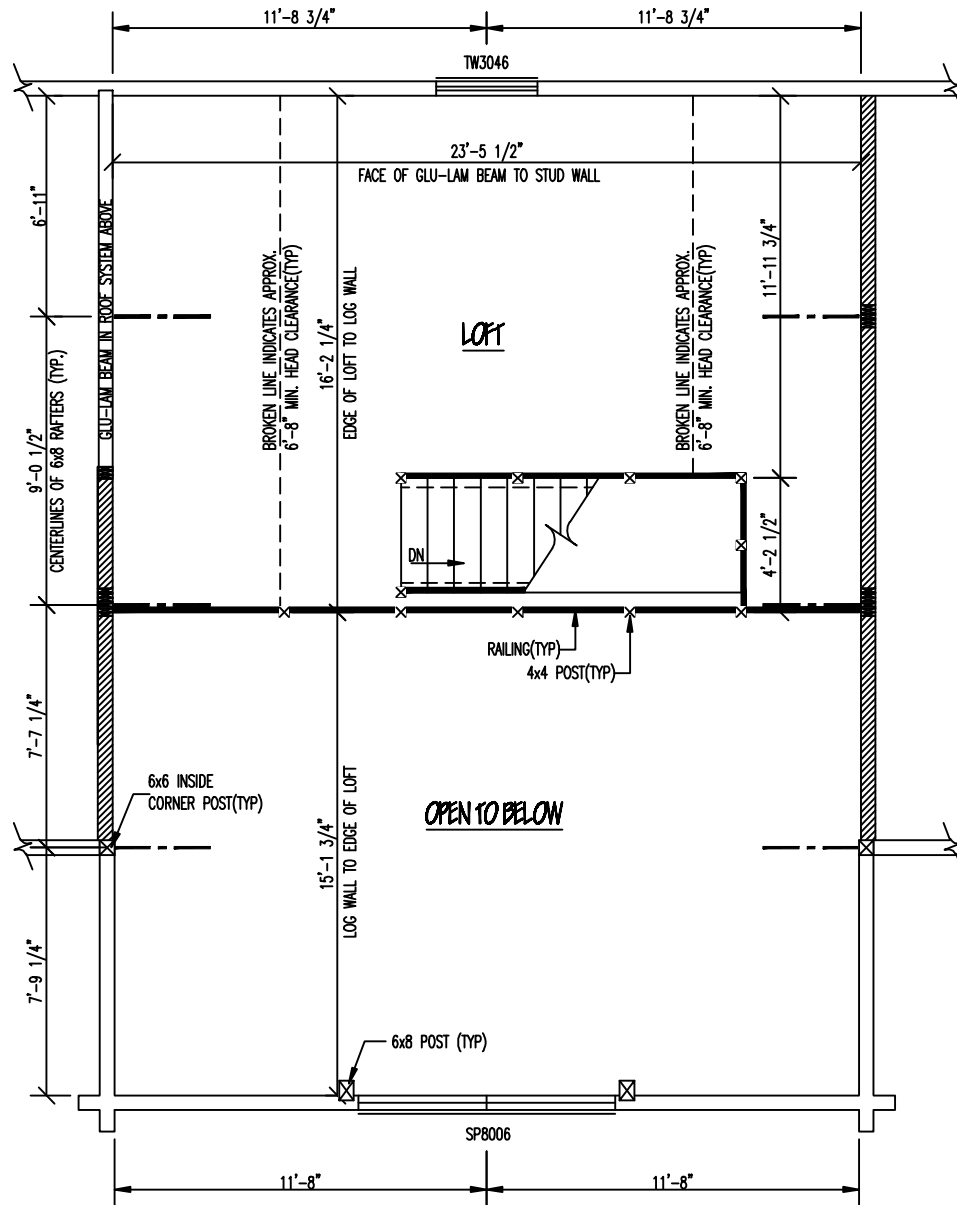 11'-8 3/4"
11'-8 3/4"
TW3046
23'-5 1/2"
FACE OF GLU-LAM BEAM TO STUD WALL
6'-11"
GLU-LAM BEAM IN ROOF SYSTEM ABOVE
BROKEN LINE INDICATES APPROX.
6'-8" MIN. HEAD CLEARANCE(TYP)
16'-2 1/4"
EDGE OF LOFT TO LOG WALL
LOFT
BROKEN LINE INDICATES APPROX.
6'-8" MIN. HEAD CLEARANCE(TYP)
11'-11 3/4"
9'-0 1/2"
CENTERLINES OF 6x8 RAFTERS (TYP.)
DN
4'-2 1/2"
RAILING(TYP)
4x4 POST(TYP)
7'-7 1/4"
6x6 INSIDE
CORNER POST(TYP)
OPEN TO BELOW
15'-1 3/4"
LOG WALL TO EDGE OF LOFT
7'-9 1/4"
6x8 POST (TYP)
SP8006
11'-8"
11'-8"